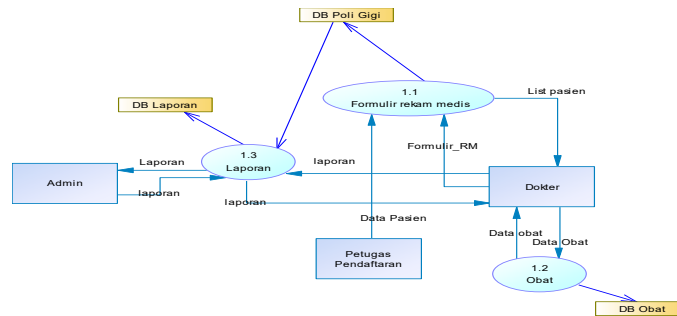 DB Poli Gigi
1.1
Formulir rekam medis
List pasien
DB Laporan
Formulir_RM
1.3
Laporan
Laporan
laporan
Admin
laporan
laporan
Dokter
Data Pasien
Data obat
Data Obat
Petugas
Pendaftaran
1.2
Obat
DB Obat